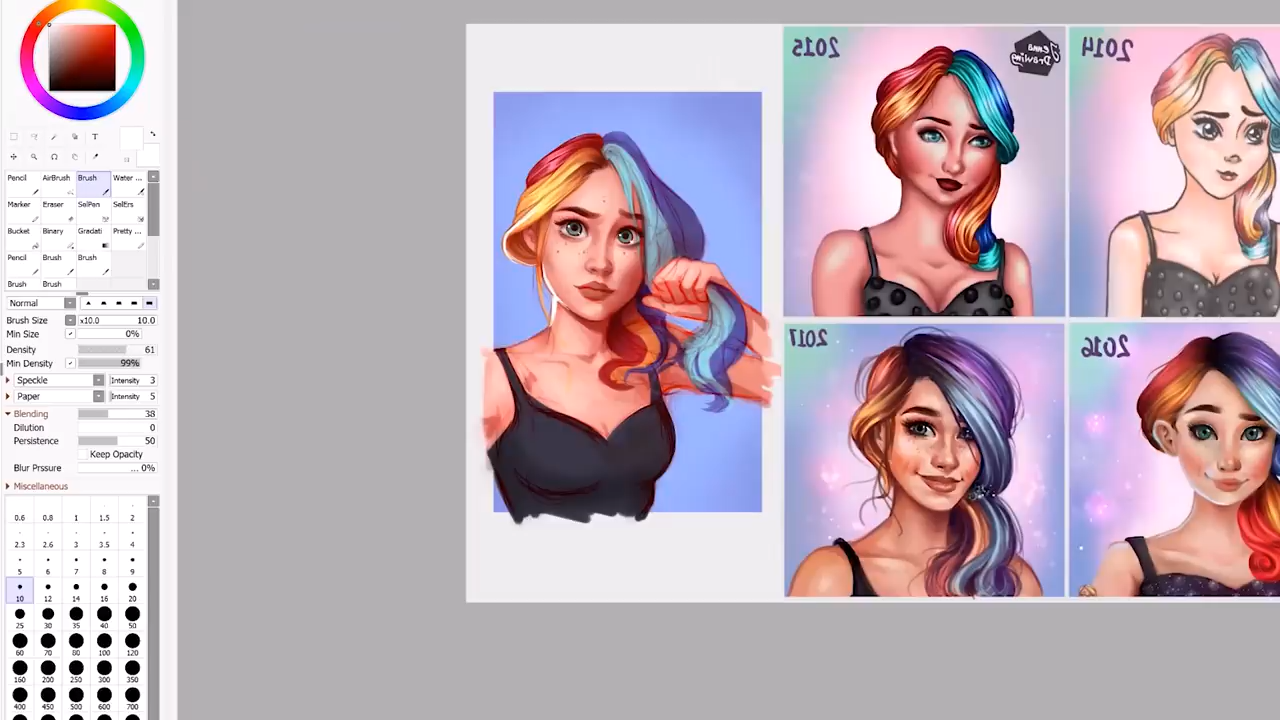 2015
Jenna
Drawing
2014
2017
2016
T
Pencil
AirBrush
Brush
Water ...
Marker
Eraser
SelPen
SelErs
Bucket
Binary
Gradati
Pretty ...
Pencil
Brush
Brush
Brush
Brush
Normal
Brush Size x10.0 10.0
Min Size 0%
Density 61
Min Density 99%
Speckle Intensity 3
Paper Intensity 5
Blending 38
Dilution 0
Persistence 50
Keep Opacity
Blur Prssure ... 0%
Miscellaneous
0.6 0.8 1 1.5 2
2.3 2.6 3 3.5 4
5 6 7 8 9
10 12 14 16 20
25 30 35 40 50
60 70 80 100 120
160 200 250 300 350
400 450 500 600 700